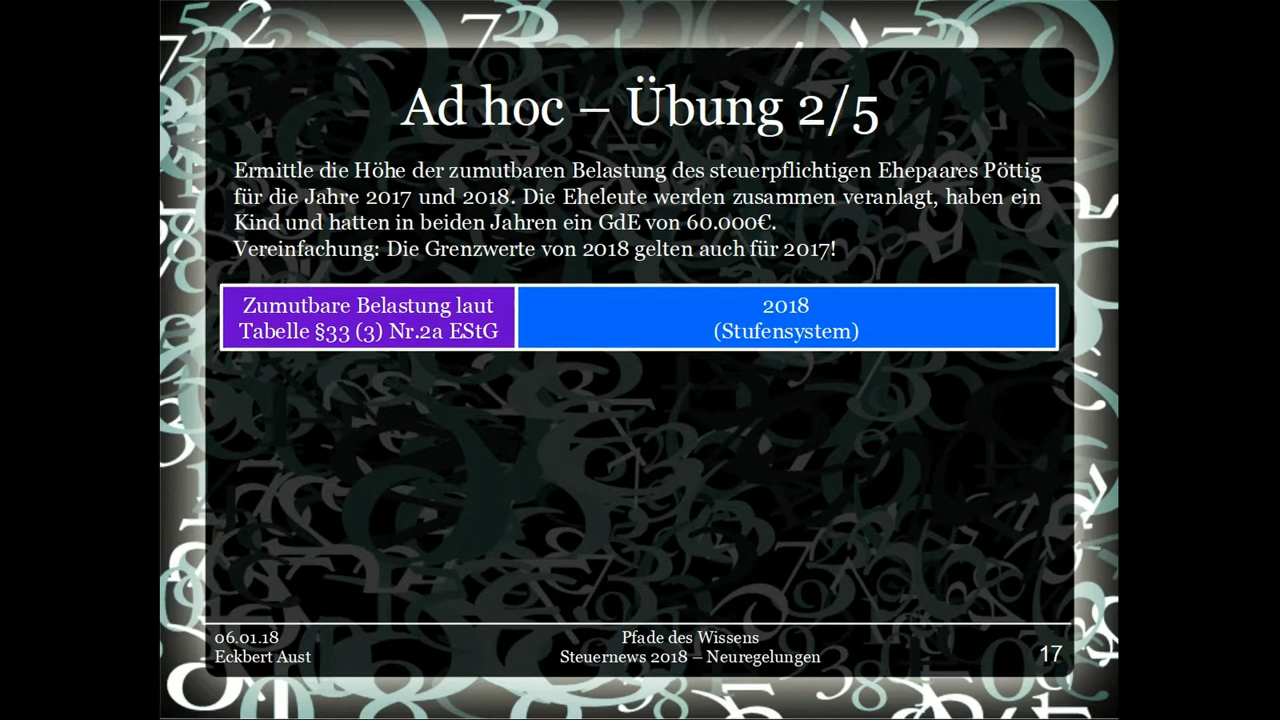 Ad hoc – Übung 2/5
Ermittle die Höhe der zumutbaren Belastung des steuerpflichtigen Ehepaares Pöttig
für die Jahre 2017 und 2018. Die Eheleute werden zusammen veranlagt, haben ein
Kind und hatten in beiden Jahren ein GdE von 60.000€.
Vereinfachung: Die Grenzwerte von 2018 gelten auch für 2017!
Zumutbare Belastung laut
Tabelle §33 (3) Nr.2a EStG
2018
(Stufensystem)
06.01.18
Eckbert Aust
Pfade des Wissens
Steuernews 2018 – Neuregelungen
17